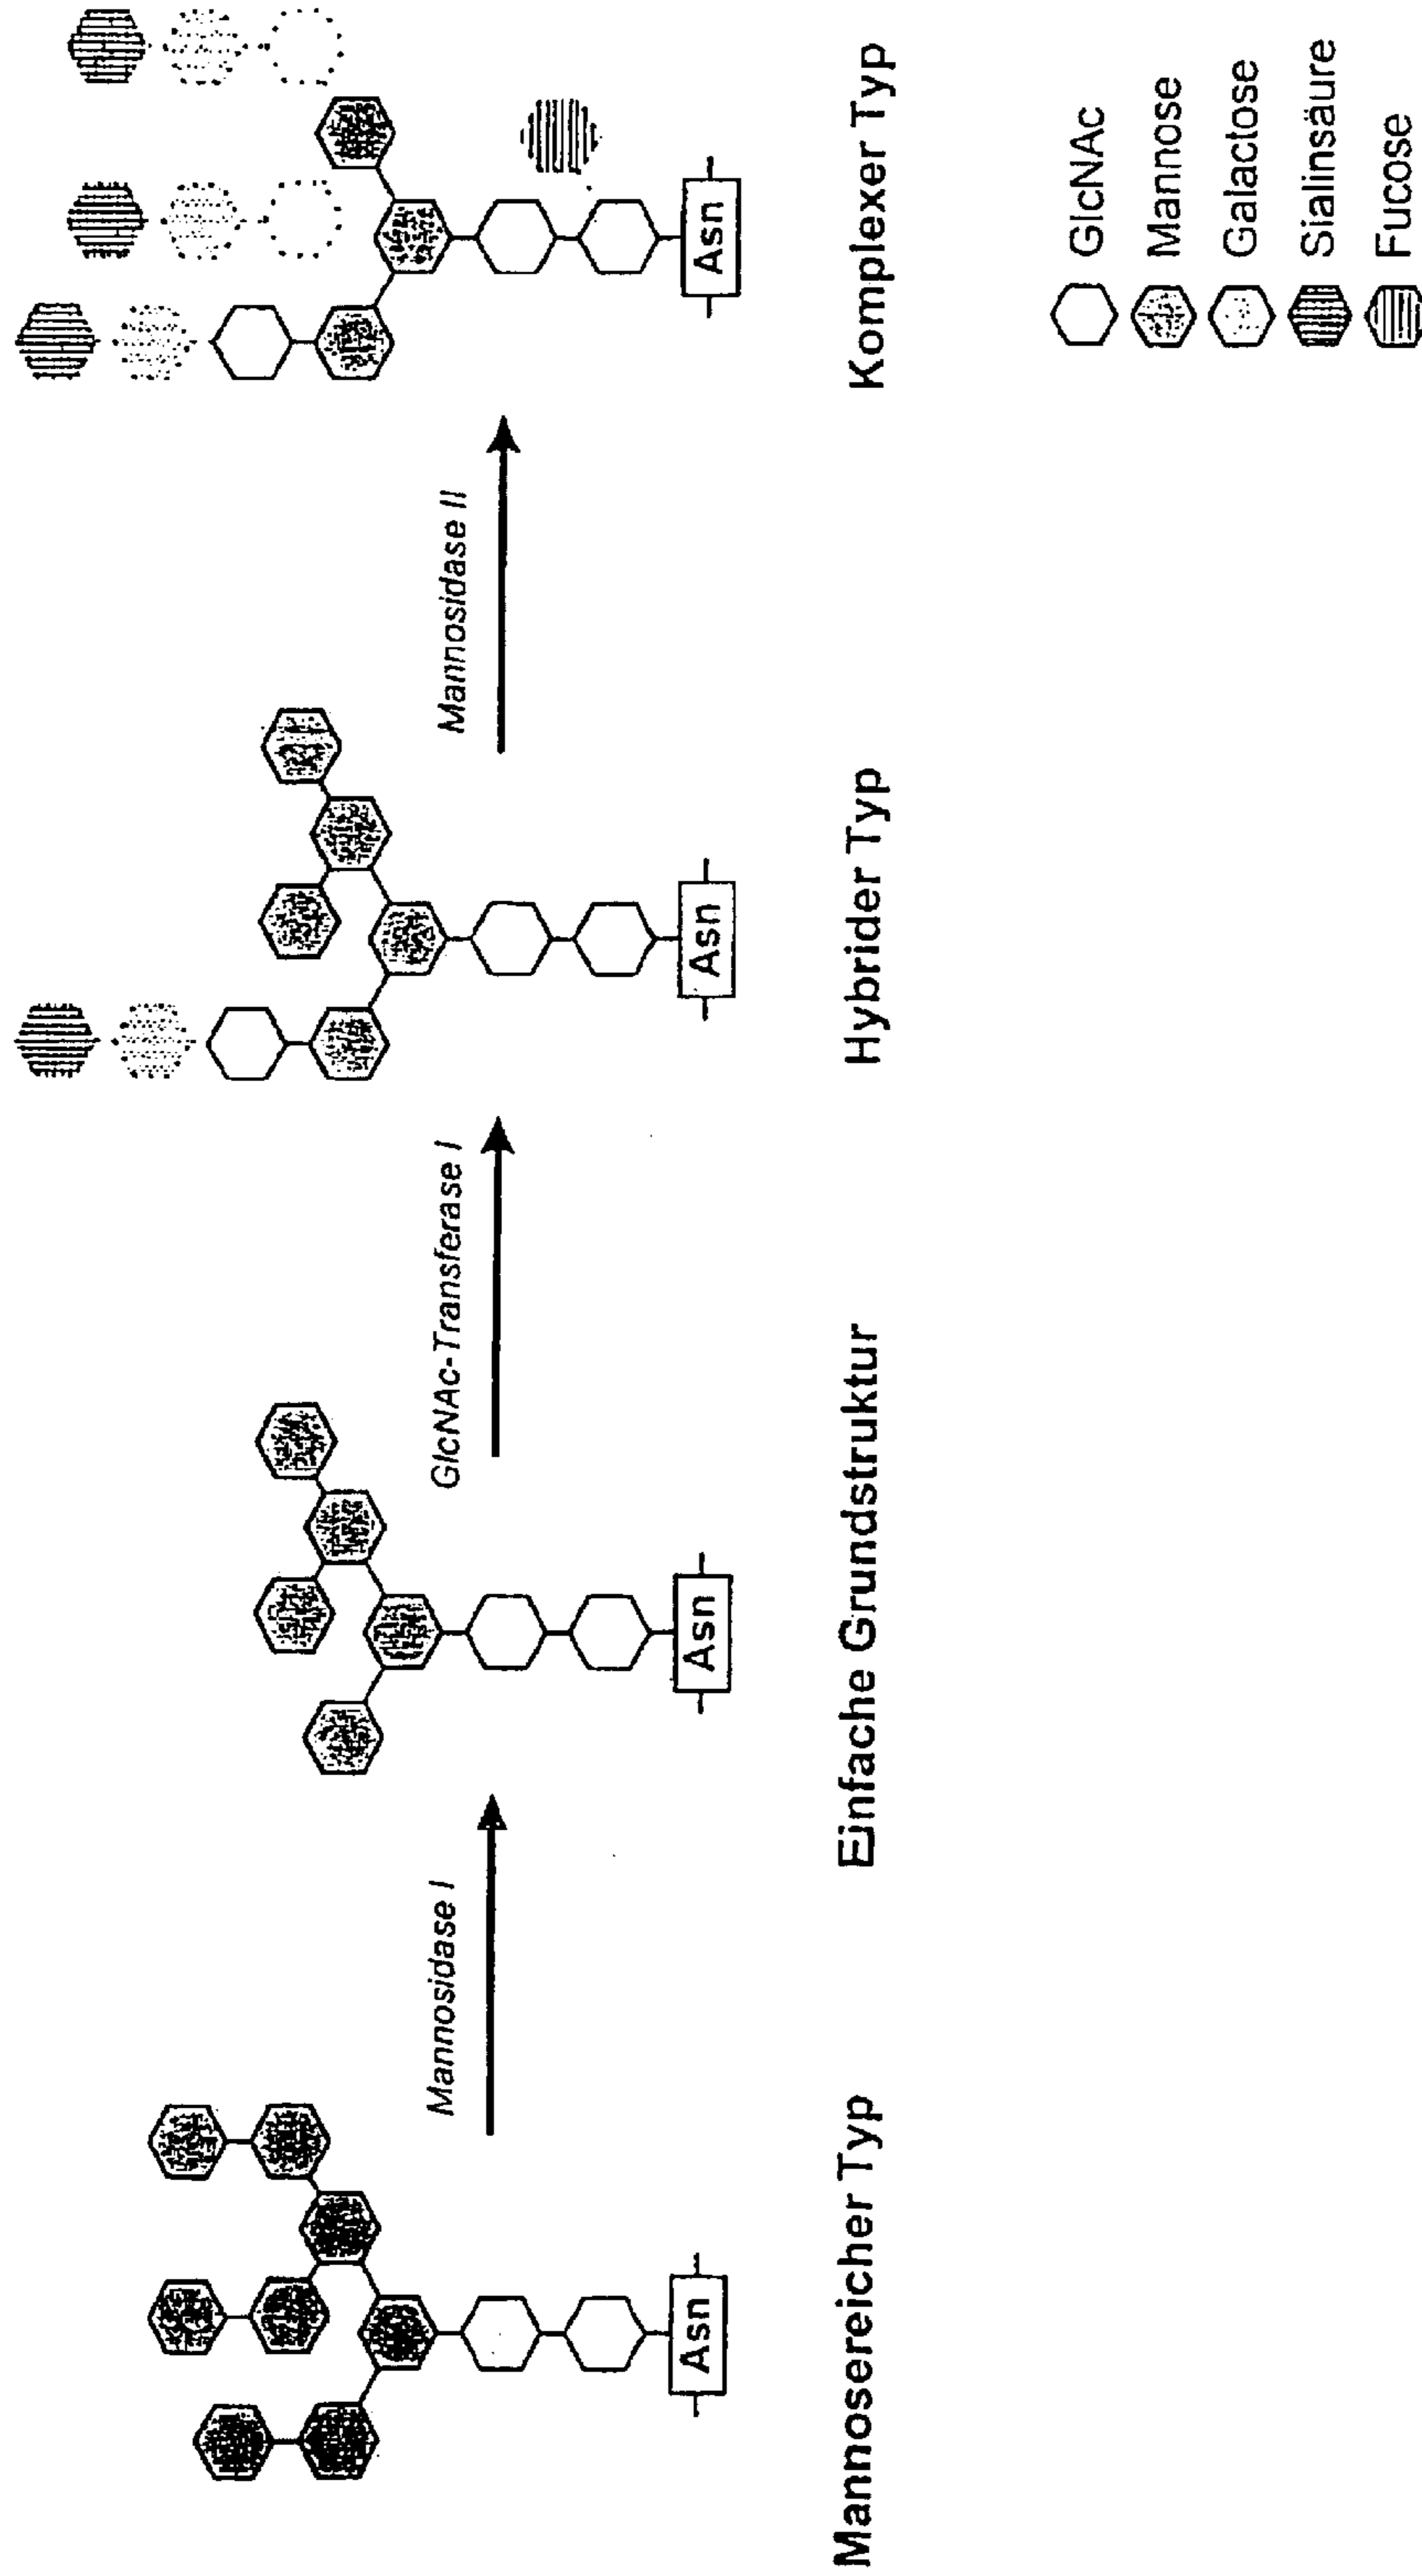 Mannosidase I
GlcNAc-Transferase I
Mannosidase II
Asn
Asn
Asn
Asn
Mannosereicher Typ
Einfache Grundstruktur
Hybrider Typ
Komplexer Typ
GlcNAc
Mannose
Galactose
Sialinsäure
Fucose